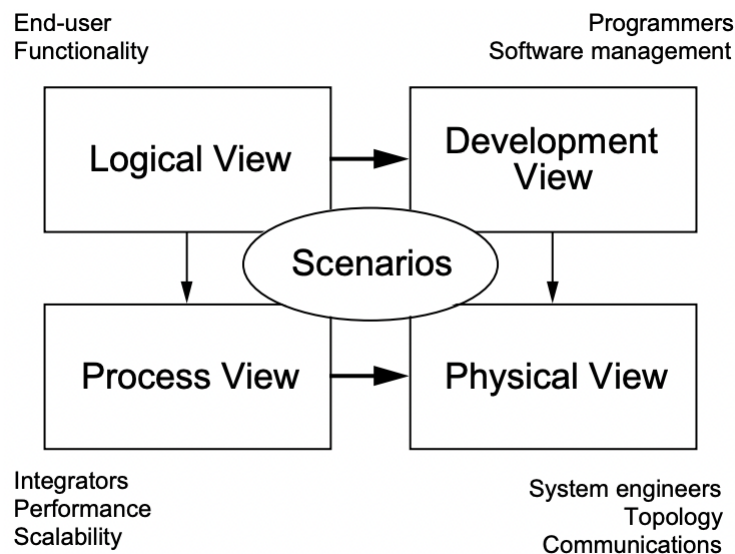 End-user
Functionality
Programmers
Software management
Logical View
Development
View
Scenarios
Process View
Physical View
Integrators
Performance
Scalability
System engineers
Topology
Communications